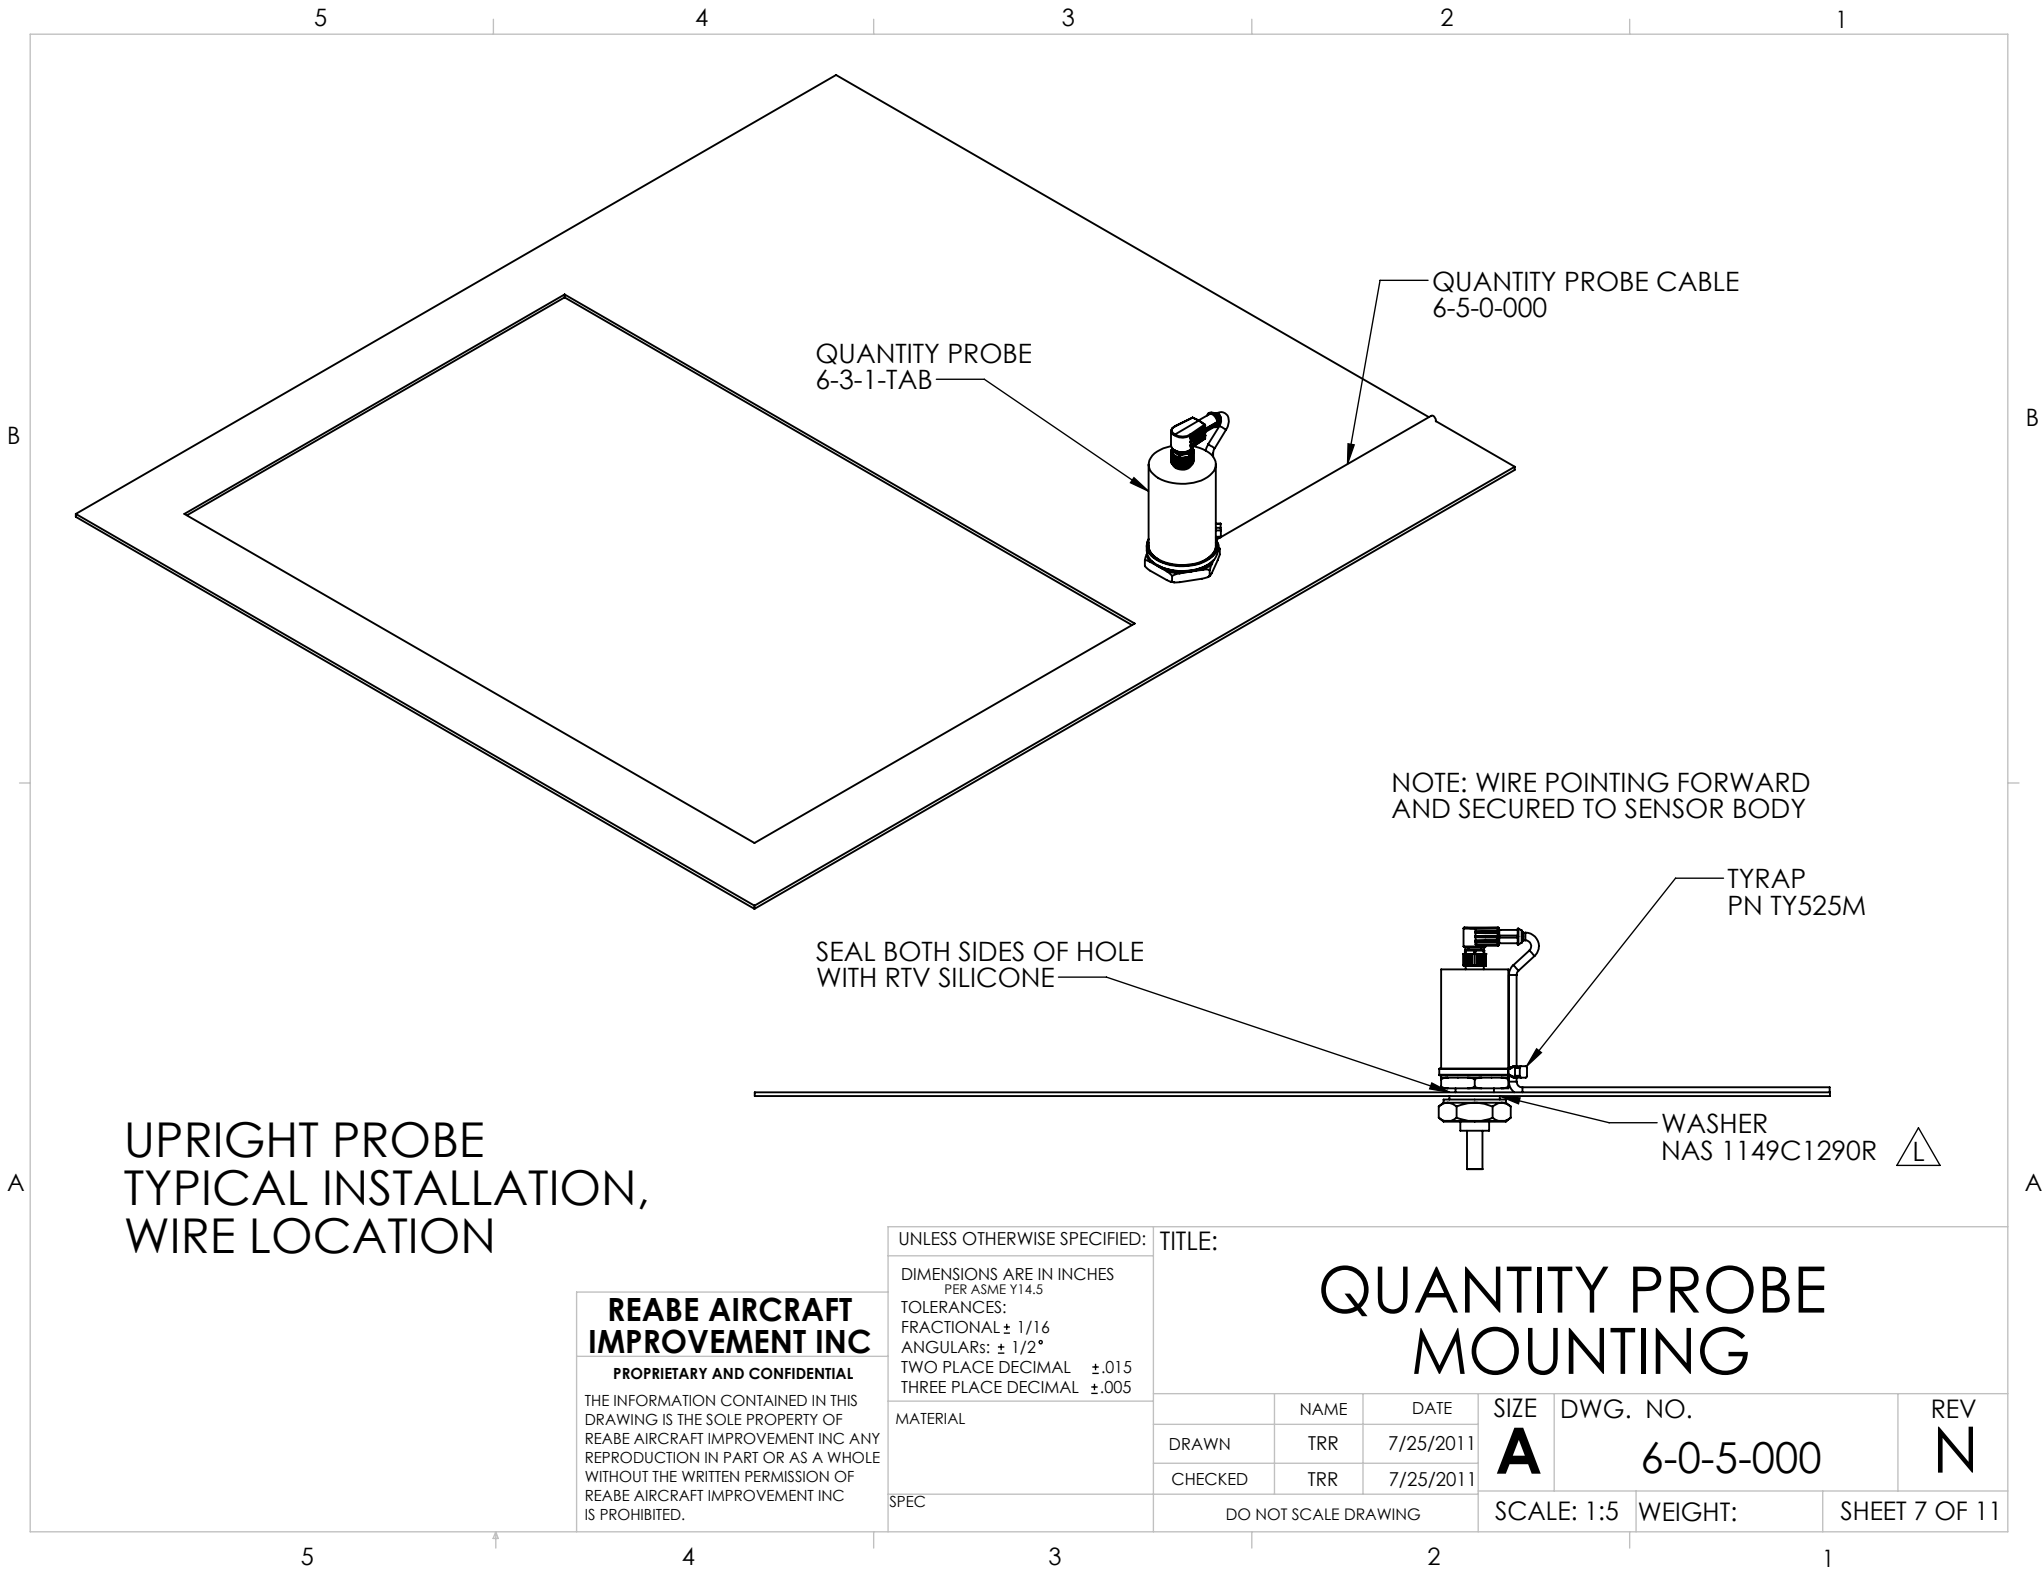 5 4 3 2 1
QUANTITY PROBE CABLE
6-5-0-000
QUANTITY PROBE
6-3-1-TAB
B B
NOTE: WIRE POINTING FORWARD
AND SECURED TO SENSOR BODY
TYRAP
PN TY525M
SEAL BOTH SIDES OF HOLE
WITH RTV SILICONE
WASHER
NAS 1149C1290R L
UPRIGHT PROBE
TYPICAL INSTALLATION,
WIRE LOCATION
A A
REABE AIRCRAFT
IMPROVEMENT INC
PROPRIETARY AND CONFIDENTIAL
THE INFORMATION CONTAINED IN THIS
DRAWING IS THE SOLE PROPERTY OF
REABE AIRCRAFT IMPROVEMENT INC ANY
REPRODUCTION IN PART OR AS A WHOLE
WITHOUT THE WRITTEN PERMISSION OF
REABE AIRCRAFT IMPROVEMENT INC
IS PROHIBITED.
UNLESS OTHERWISE SPECIFIED:
DIMENSIONS ARE IN INCHES
PER ASME Y14.5
TOLERANCES:
FRACTIONAL ± 1/16
ANGULARs: ± 1/2°
TWO PLACE DECIMAL ±.015
THREE PLACE DECIMAL ±.005
MATERIAL
SPEC
TITLE:
QUANTITY PROBE
MOUNTING
NAME DATE
DRAWN TRR 7/25/2011
CHECKED TRR 7/25/2011
DO NOT SCALE DRAWING
SIZE
A
DWG. NO.
6-0-5-000
REV
N
SCALE: 1:5 WEIGHT: SHEET 7 OF 11
5 4 3 2 1